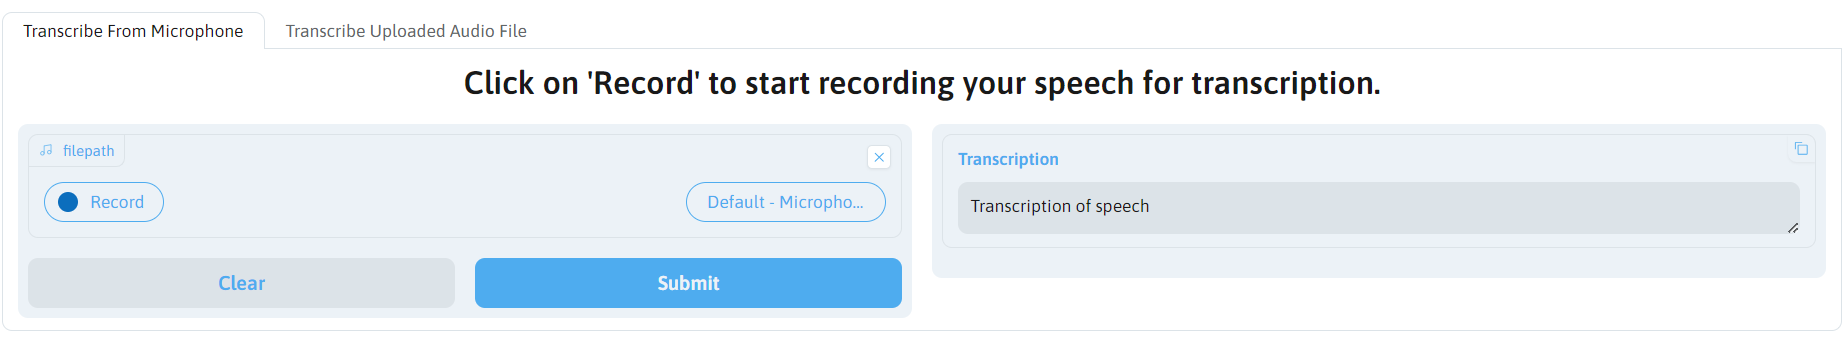 Transcribe From Microphone
Transcribe Uploaded Audio File
Click on 'Record' to start recording your speech for transcription.
filepath
Record
Default - Micropho...
Clear
Submit
Transcription
Transcription of speech